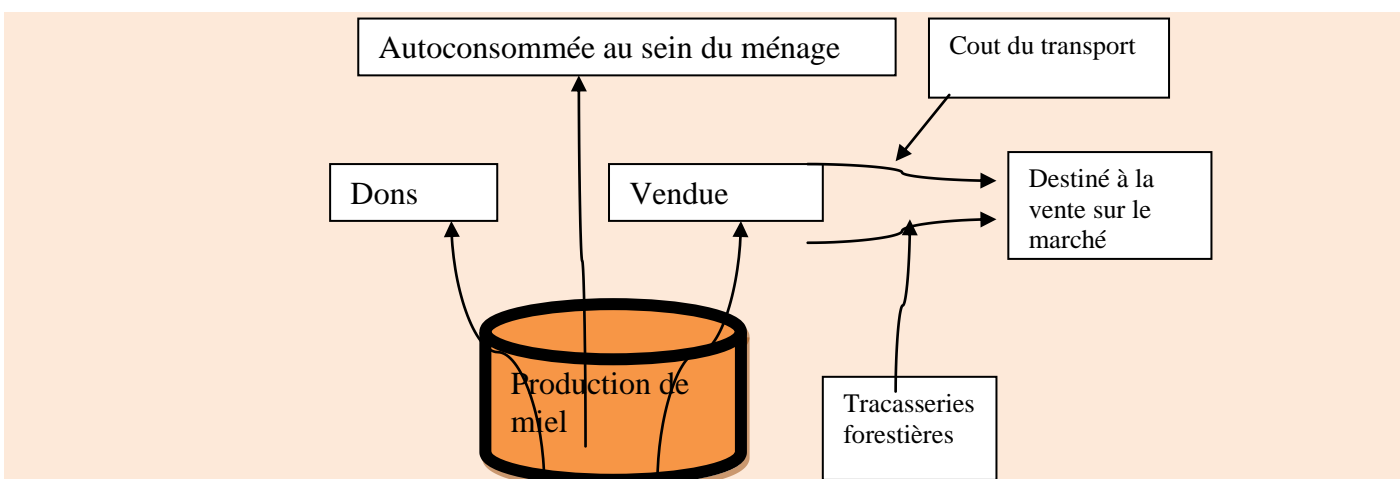 Autoconsommée au sein du ménage
Cout du transport
Dons
Vendue
Destiné à la
vente sur le
marché
Production de
miel
Tracasseries
forestières